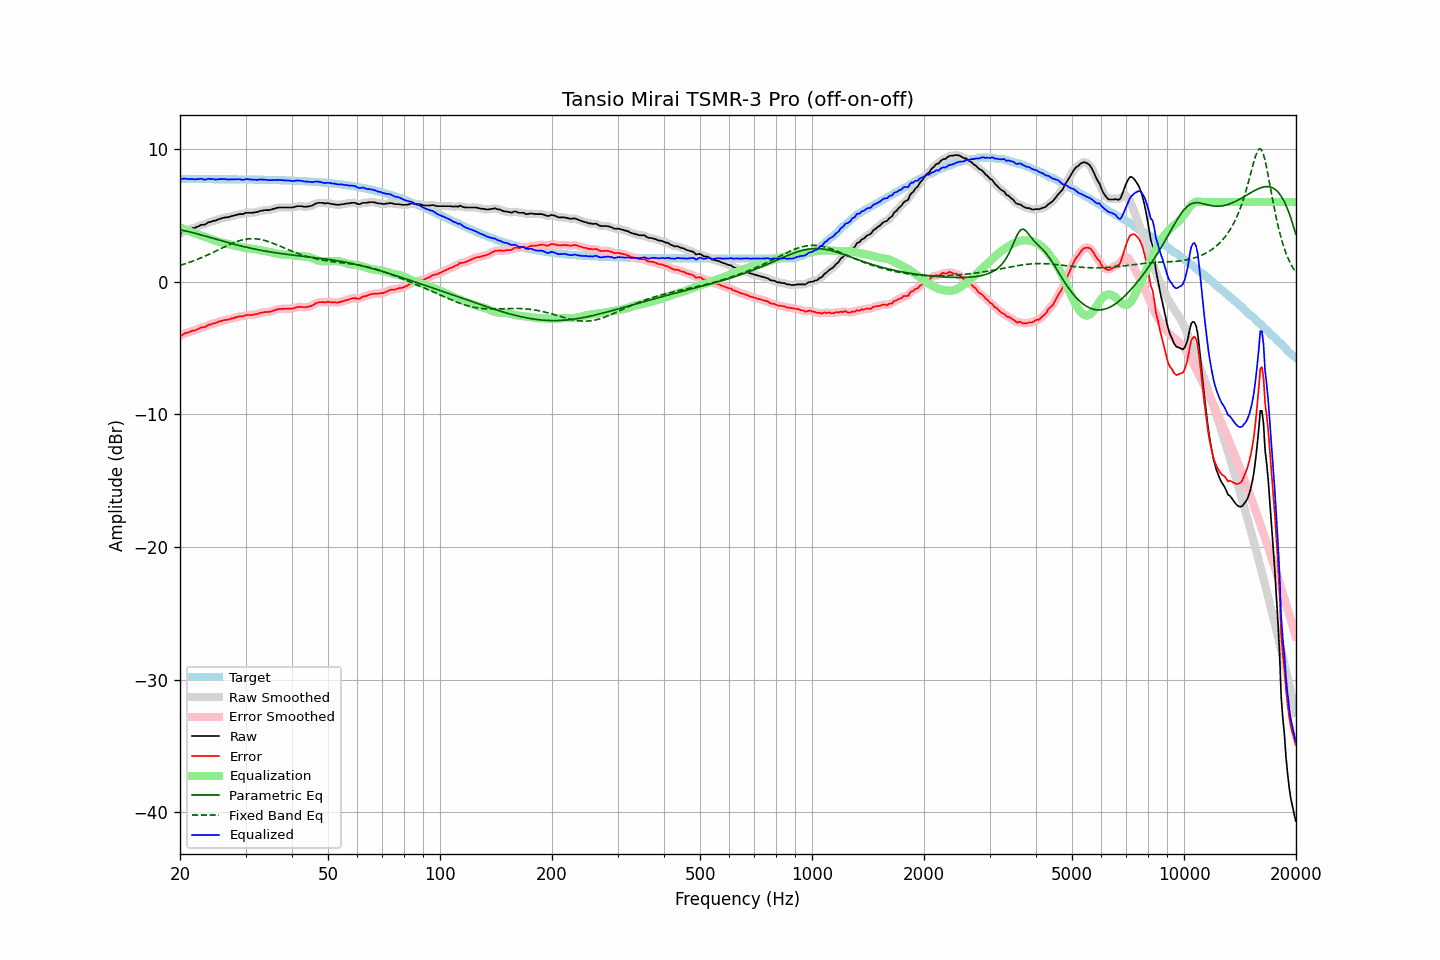 Tansio Mirai TSMR-3 Pro (off-on-off)
10
0
−10
−20
−30
−40
Amplitude (dBr)
Target
Raw Smoothed
Error Smoothed
Raw
Error
Equalization
Parametric Eq
Fixed Band Eq
Equalized
20
50
100
200
500
1000
2000
5000
10000
20000
Frequency (Hz)